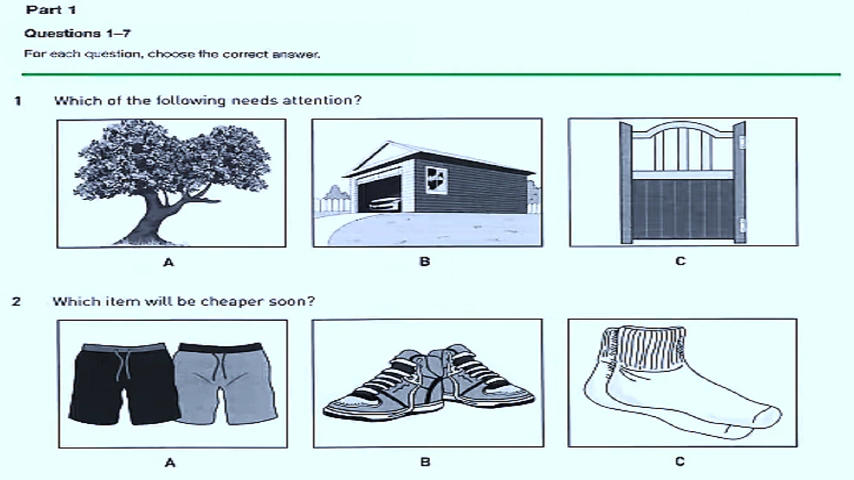 Part 1
Questions 1–7
For each question, choose the correct answer.
1 Which of the following needs attention?
A B C
2 Which item will be cheaper soon?
A B C